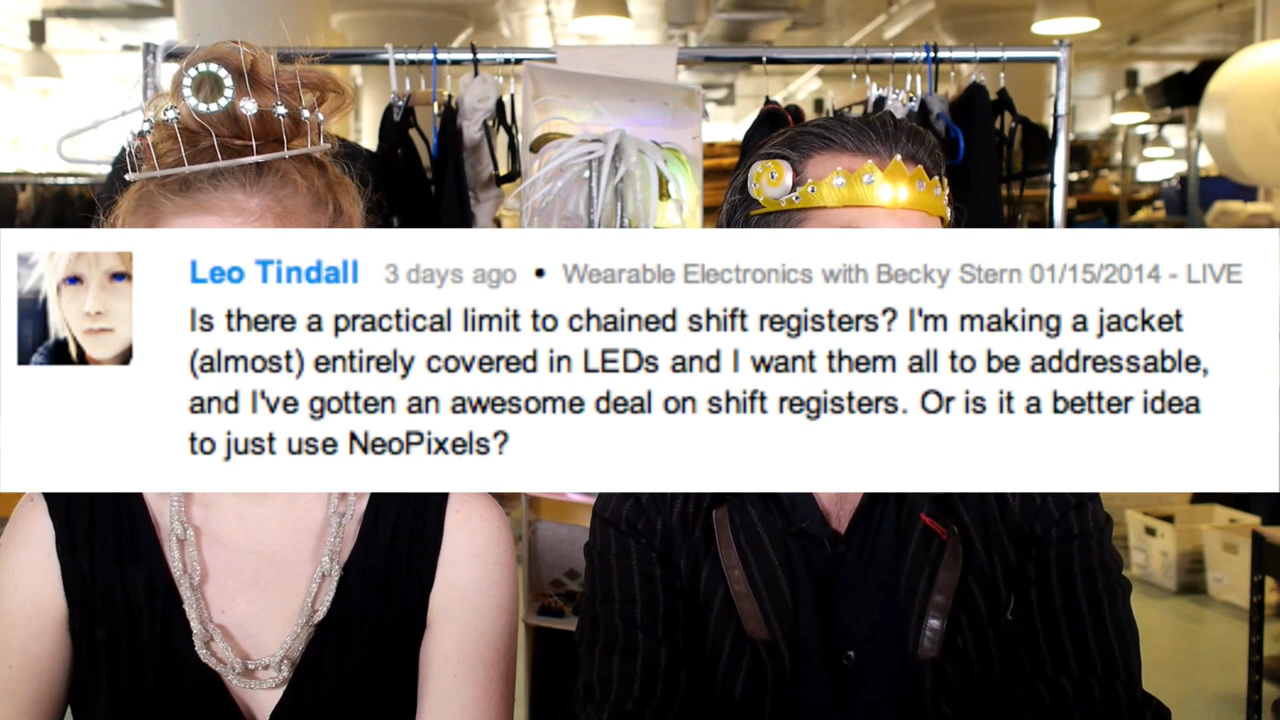 Leo Tindall 3 days ago • Wearable Electronics with Becky Stern 01/15/2014 - LIVE
Is there a practical limit to chained shift registers? I'm making a jacket
(almost) entirely covered in LEDs and I want them all to be addressable,
and I've gotten an awesome deal on shift registers. Or is it a better idea
to just use NeoPixels?